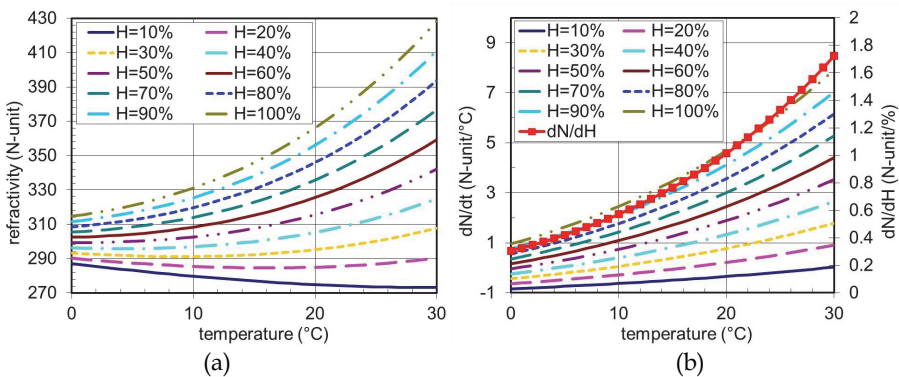 430
410
390
370
350
330
310
290
270
refractivity (N-unit)
H=10% H=20%
H=30% H=40%
H=50% H=60%
H=70% H=80%
H=90% H=100%
0 10 20 30
temperature (°C)
(a)
9
7
5
3
1
-1
dN/dt (N-unit/°C)
H=10% H=20%
H=30% H=40%
H=50% H=60%
H=70% H=80%
H=90% H=100%
dN/dH
2
1.8
1.6
1.4
1.2
1
0.8
0.6
0.4
0.2
0
dN/dH (N-unit/%)
0 10 20 30
temperature (°C)
(b)